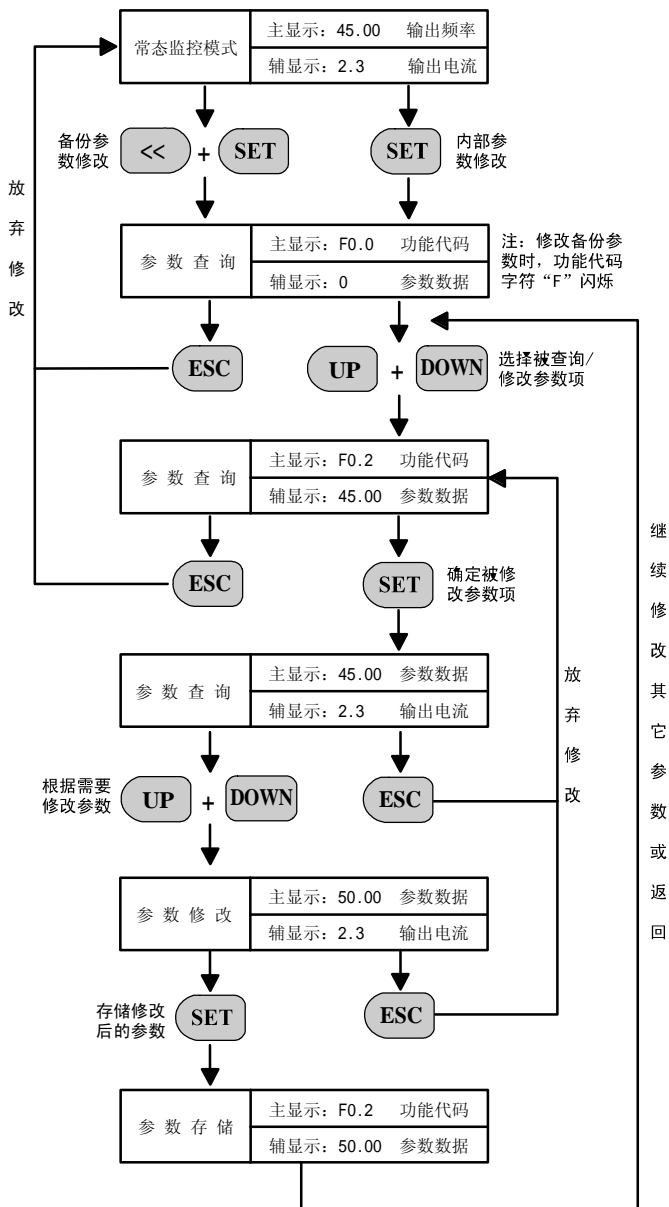 常态监控模式
主显示：45.00 输出频率
辅显示：2.3 输出电流
备份参
数修改
<<
+
SET
SET
内部参
数修改
放弃修改
参数查询
主显示：F0.0 功能代码
辅显示：0 参数数据
注：修改备份参
数时，功能代码
字符“F”闪烁
ESC
UP
+
DOWN
选择被查询/
修改参数项
参数查询
主显示：F0.2 功能代码
辅显示：45.00 参数数据
ESC
SET
确定被修
改参数项
继续修改其它参数或返回
参数查询
主显示：45.00 参数数据
辅显示：2.3 输出电流
放弃修改
根据需要
修改参数
UP
+
DOWN
ESC
参数修改
主显示：50.00 参数数据
辅显示：2.3 输出电流
存储修改
后的参数
SET
ESC
参数存储
主显示：F0.2 功能代码
辅显示：50.00 参数数据